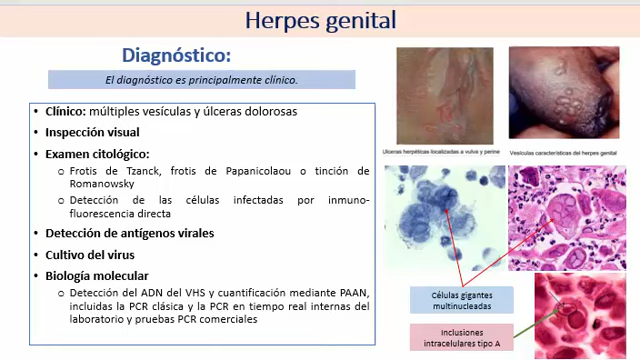 Herpes genital
Diagnóstico:
El diagnóstico es principalmente clínico.
• Clínico: múltiples vesículas y úlceras dolorosas
• Inspección visual
• Examen citológico:
o Frotis de Tzanck, frotis de Papanicolaou o tinción de
Romanowsky
o Detección de las células infectadas por inmuno-
fluorescencia directa
• Detección de antígenos virales
• Cultivo del virus
• Biología molecular
o Detección del ADN del VHS y cuantificación mediante PAAN,
incluidas la PCR clásica y la PCR en tiempo real internas del
laboratorio y pruebas PCR comerciales
Ulceras herpéticas localizadas a vulva y perine
Vesículas características del herpes genital
Células gigantes
multinucleadas
Inclusiones
intracelulares tipo A